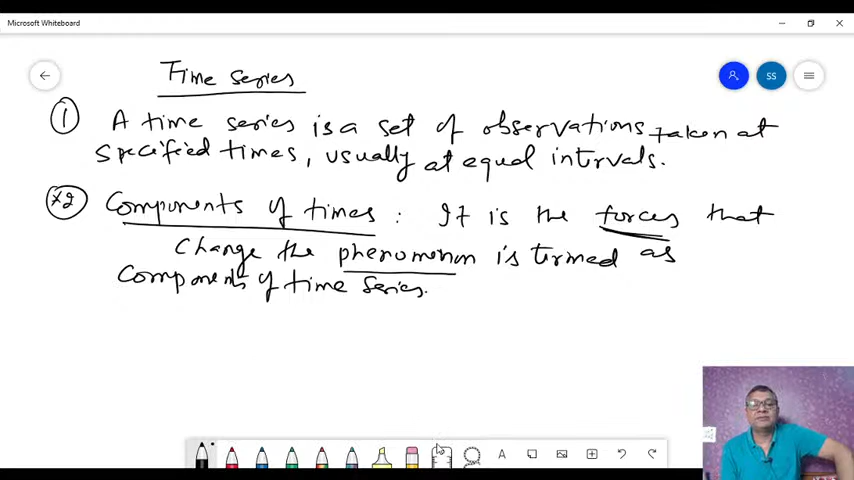 Microsoft Whiteboard
Time series
SS
① A time series is a set of observations taken at
specified times, usually at equal intervals.
Components of times : It is the forces that
change the phenomenon is termed as
Components of time series.
A